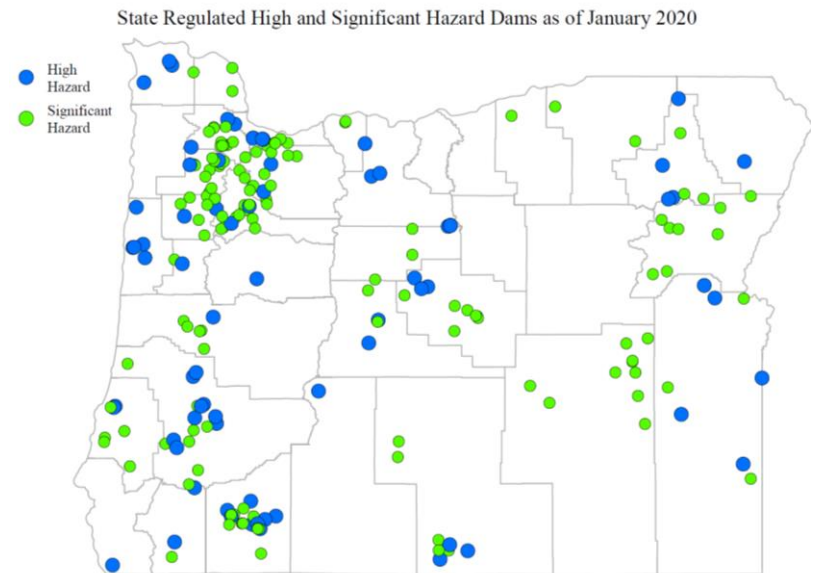 State Regulated High and Significant Hazard Dams as of January 2020
High
Hazard
Significant
Hazard